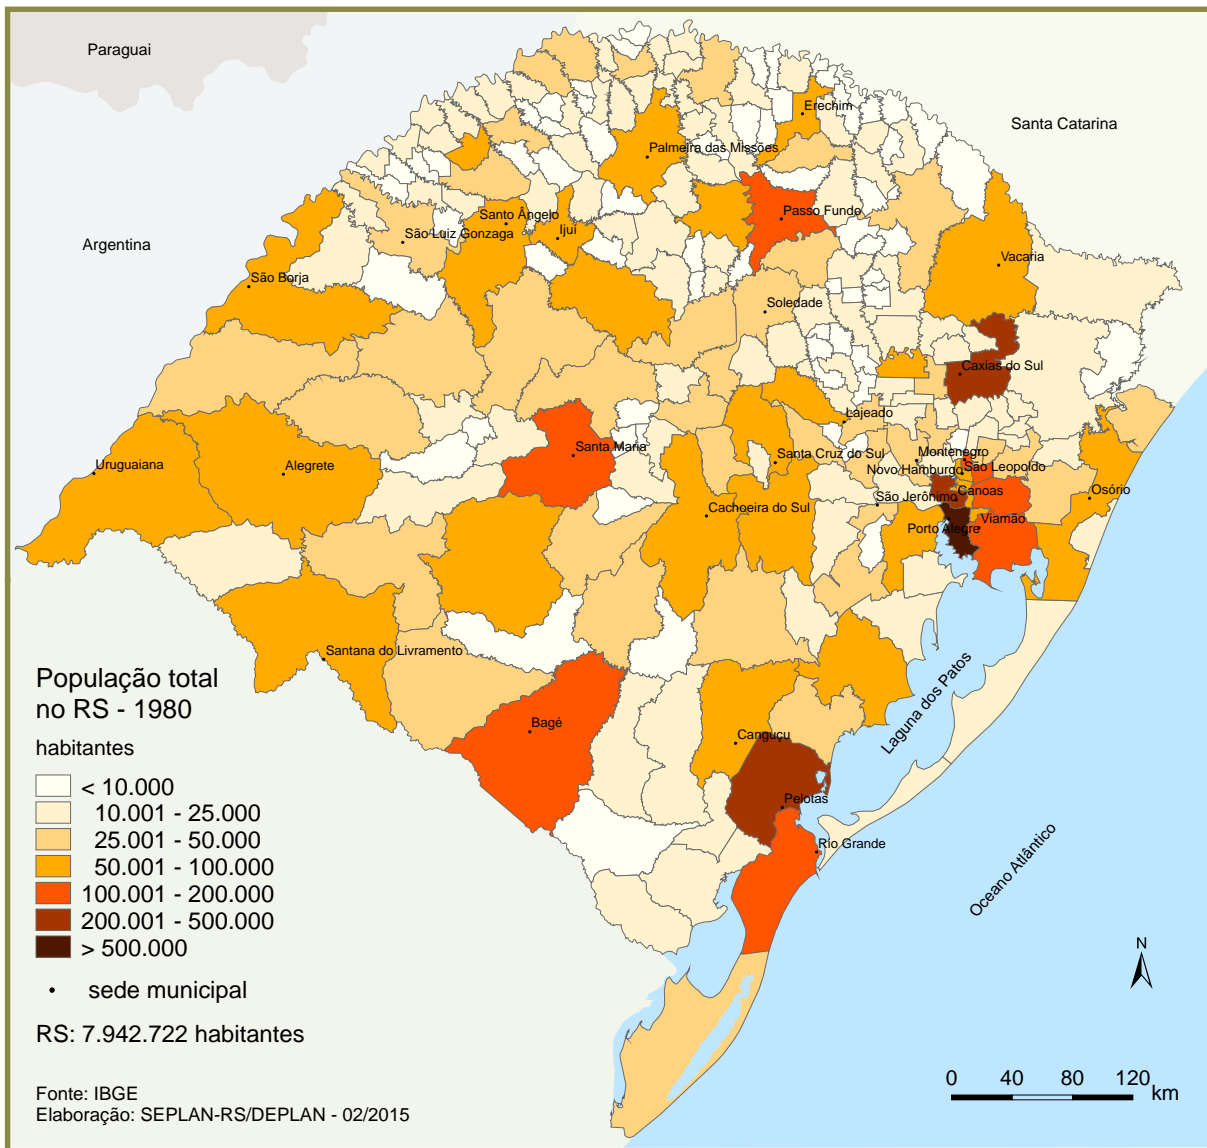 Paraguai
Santa Catarina
Argentina
Erechim
Palmeira das Missões
Passo Fundo
Santo Ângelo
São Luiz Gonzaga
Ijuí
Vacaria
São Borja
Soledade
Caxias do Sul
Lajeado
Santa Maria
Montenegro
Santa Cruz do Sul
Uruguaiana
Alegrete
Novo Hamburgo
São Leopoldo
São Jerônimo
Canoas
Osório
Cachoeira do Sul
Porto Alegre
Viamão
Santana do Livramento
Laguna dos Patos
Bagé
Canguçu
Pelotas
Rio Grande
Oceano Atlântico
População total
no RS - 1980
habitantes
< 10.000
10.001 - 25.000
25.001 - 50.000
50.001 - 100.000
100.001 - 200.000
200.001 - 500.000
> 500.000
sede municipal
RS: 7.942.722 habitantes
Fonte: IBGE
Elaboração: SEPLAN-RS/DEPLAN - 02/2015
N
0 40 80 120
km